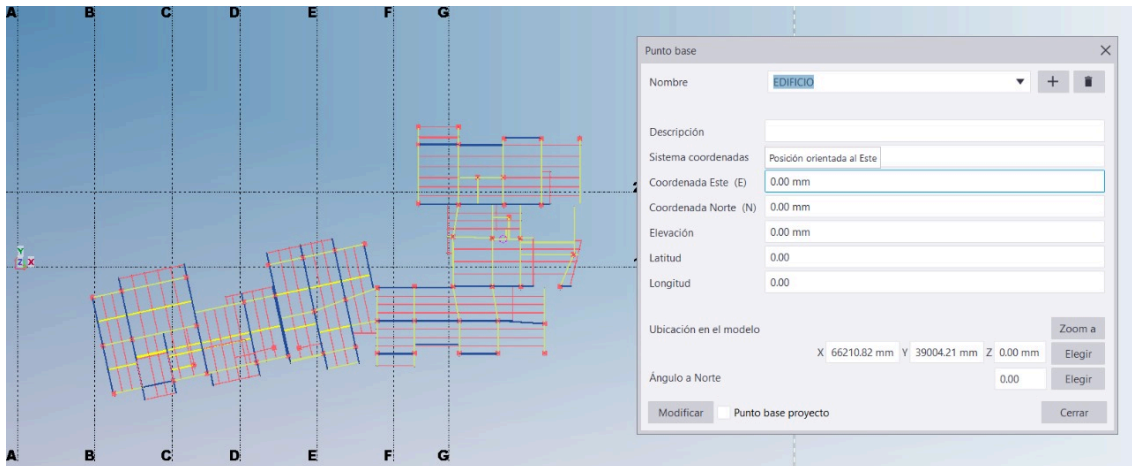 A B C D E F G
Punto base
Nombre EDIFICIO
Descripción
Sistema coordenadas Posición orientada al Este
Coordenada Este (E) 0.00 mm
2
Coordenada Norte (N) 0.00 mm
Elevación 0.00 mm
Y
Z X
1
Latitud 0.00
Longitud 0.00
Ubicación en el modelo Zoom a
X 66210.82 mm Y 39004.21 mm Z 0.00 mm Elegir
Ángulo a Norte 0.00 Elegir
Modificar Punto base proyecto Cerrar
A B C D E F G